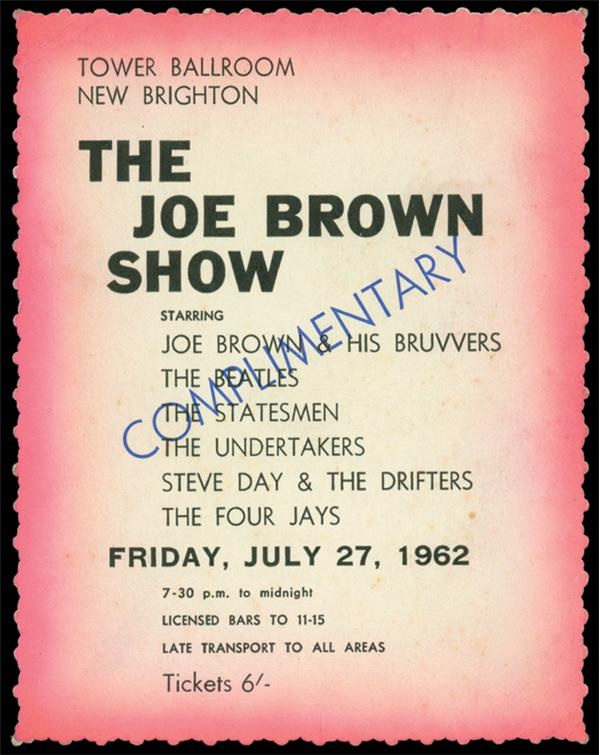 TOWER BALLROOM
NEW BRIGHTON
THE
JOE BROWN
SHOW
COMPLIMENTARY
STARRING
JOE BROWN & HIS BRUVVERS
THE BEATLES
THE STATESMEN
THE UNDERTAKERS
STEVE DAY & THE DRIFTERS
THE FOUR JAYS
FRIDAY, JULY 27, 1962
7-30 p.m. to midnight
LICENSED BARS TO 11-15
LATE TRANSPORT TO ALL AREAS
Tickets 6/-